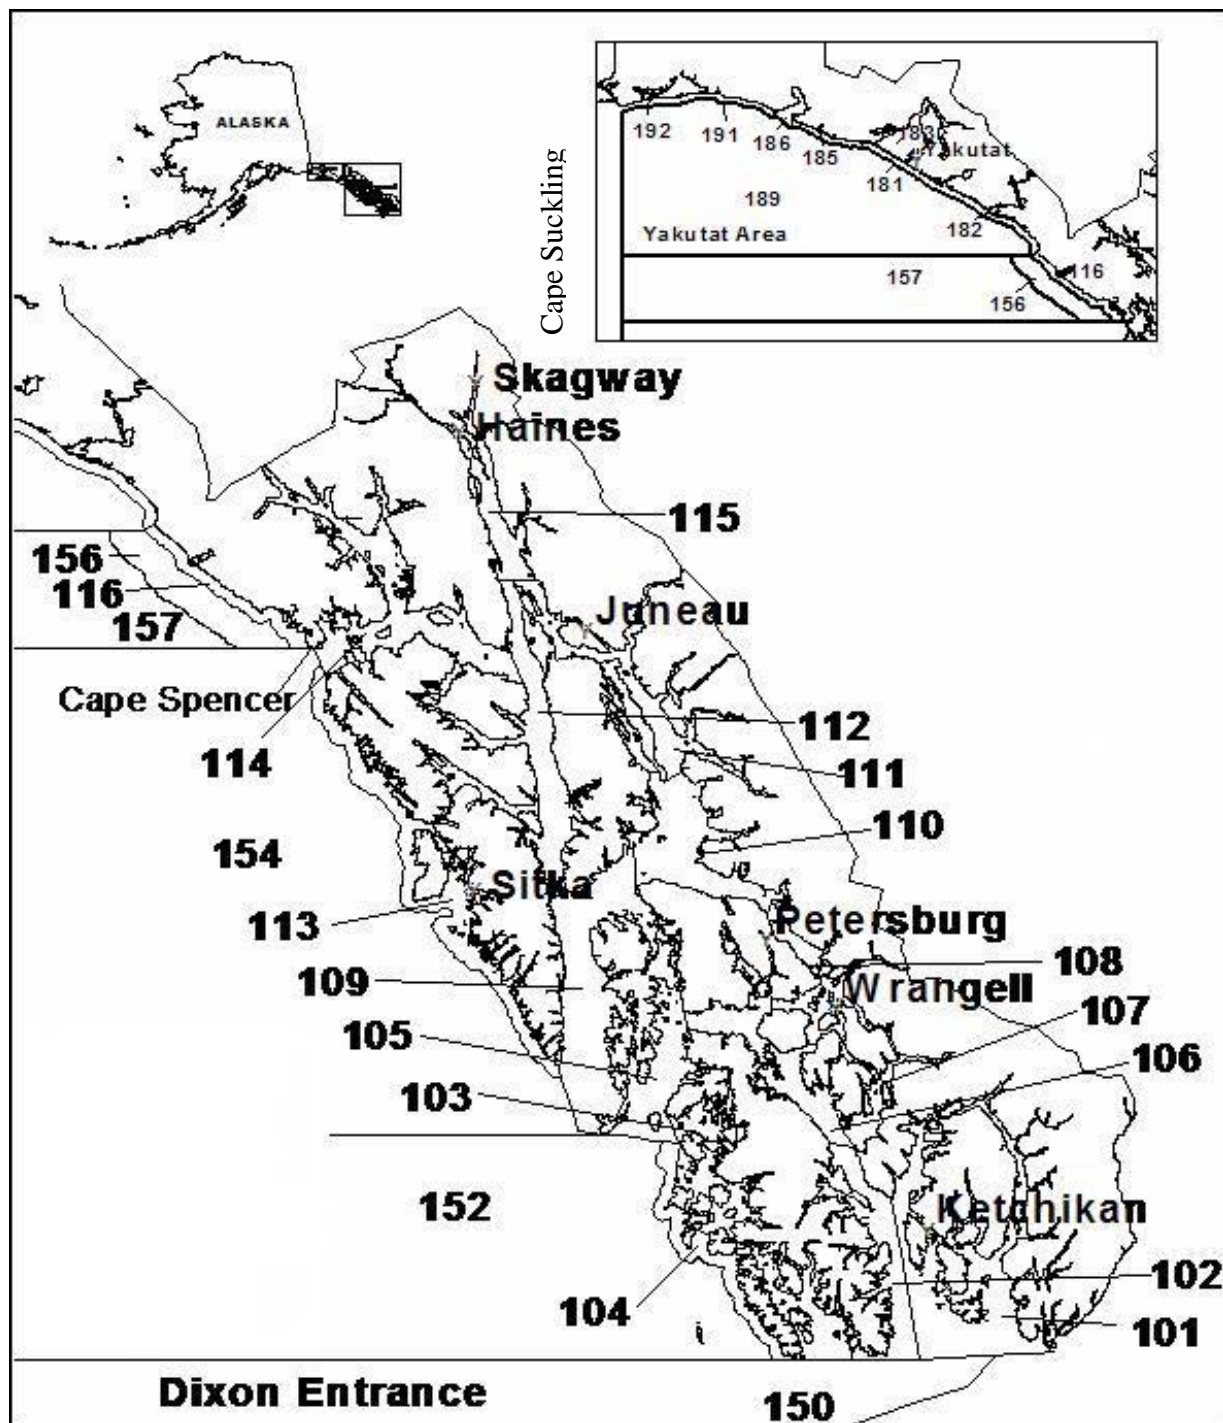 ALASKA
Cape Suckling
192
191
186
185
183
Yakutat
181
189
182
Yakutat Area
116
157
156
Skagway
Haines
115
156
116
157
Juneau
Cape Spencer
112
114
111
110
154
Sitka
113
Petersburg
109
108
Wrangell
107
105
106
103
152
Ketchikan
102
104
101
Dixon Entrance
150